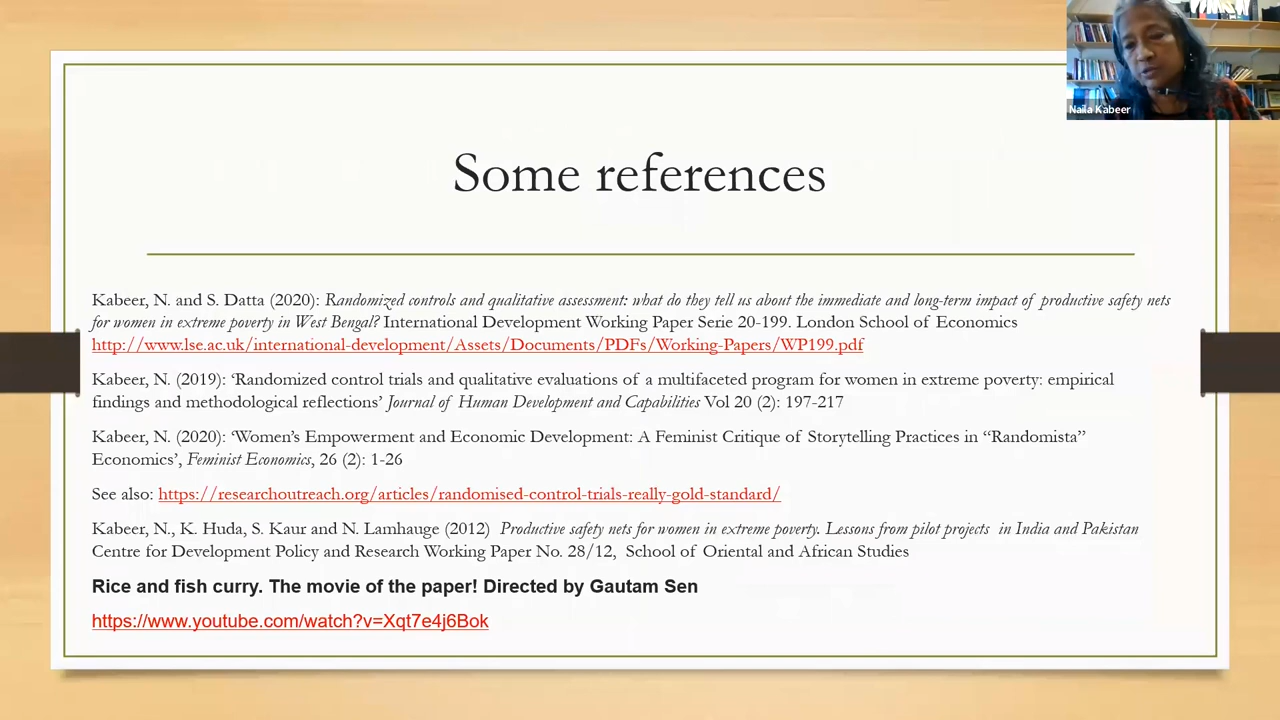 Naila Kabeer
Some references
Kabeer, N. and S. Datta (2020): Randomized controls and qualitative assessment: what do they tell us about the immediate and long-term impact of productive safety nets
for women in extreme poverty in West Bengal? International Development Working Paper Serie 20-199. London School of Economics
http://www.lse.ac.uk/international-development/Assets/Documents/PDFs/Working-Papers/WP199.pdf
Kabeer, N. (2019): ‘Randomized control trials and qualitative evaluations of a multifaceted program for women in extreme poverty: empirical
findings and methodological reflections’ Journal of Human Development and Capabilities Vol 20 (2): 197-217
Kabeer, N. (2020): ‘Women’s Empowerment and Economic Development: A Feminist Critique of Storytelling Practices in “Randomista”
Economics’, Feminist Economics, 26 (2): 1-26
See also: https://researchoutreach.org/articles/randomised-control-trials-really-gold-standard/
Kabeer, N., K. Huda, S. Kaur and N. Lamhauge (2012) Productive safety nets for women in extreme poverty. Lessons from pilot projects in India and Pakistan
Centre for Development Policy and Research Working Paper No. 28/12, School of Oriental and African Studies
Rice and fish curry. The movie of the paper! Directed by Gautam Sen
https://www.youtube.com/watch?v=Xqt7e4j6Bok